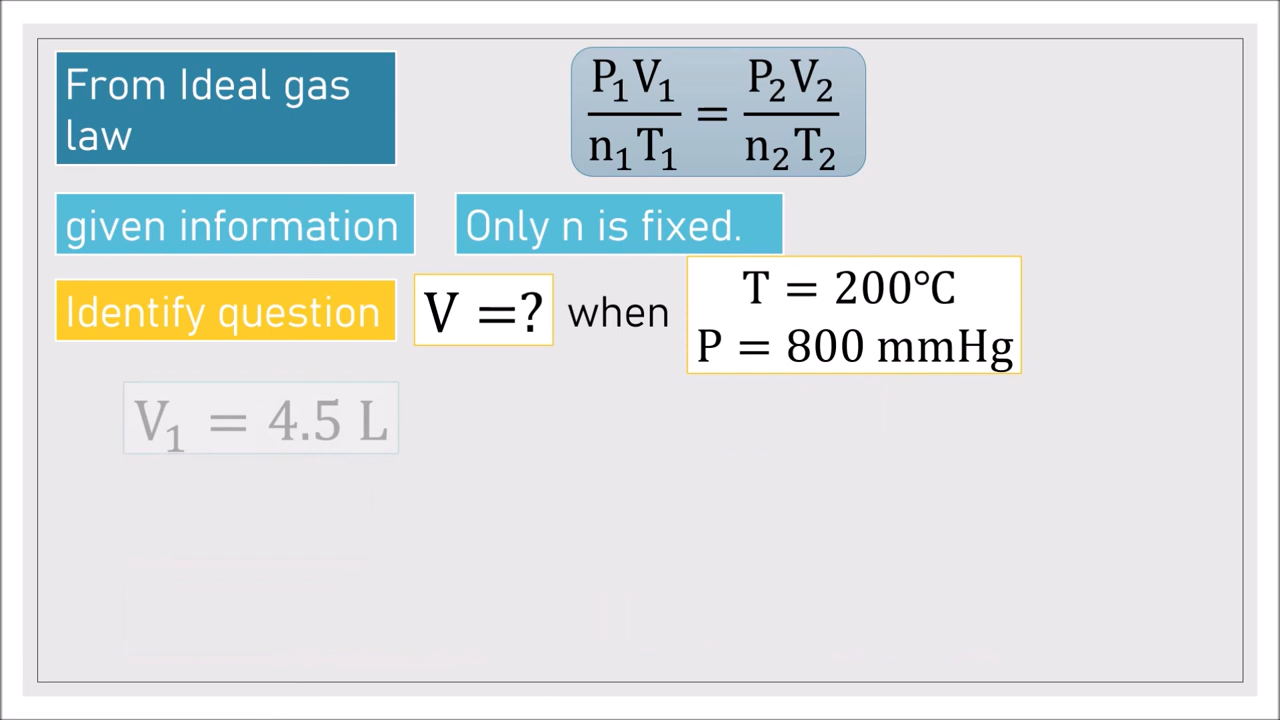 From Ideal gas
law
P₁V₁/n₁T₁ = P₂V₂/n₂T₂
given information
Only n is fixed.
Identify question
V =?
when
T = 200℃
P = 800 mmHg
V₁ = 4.5 L